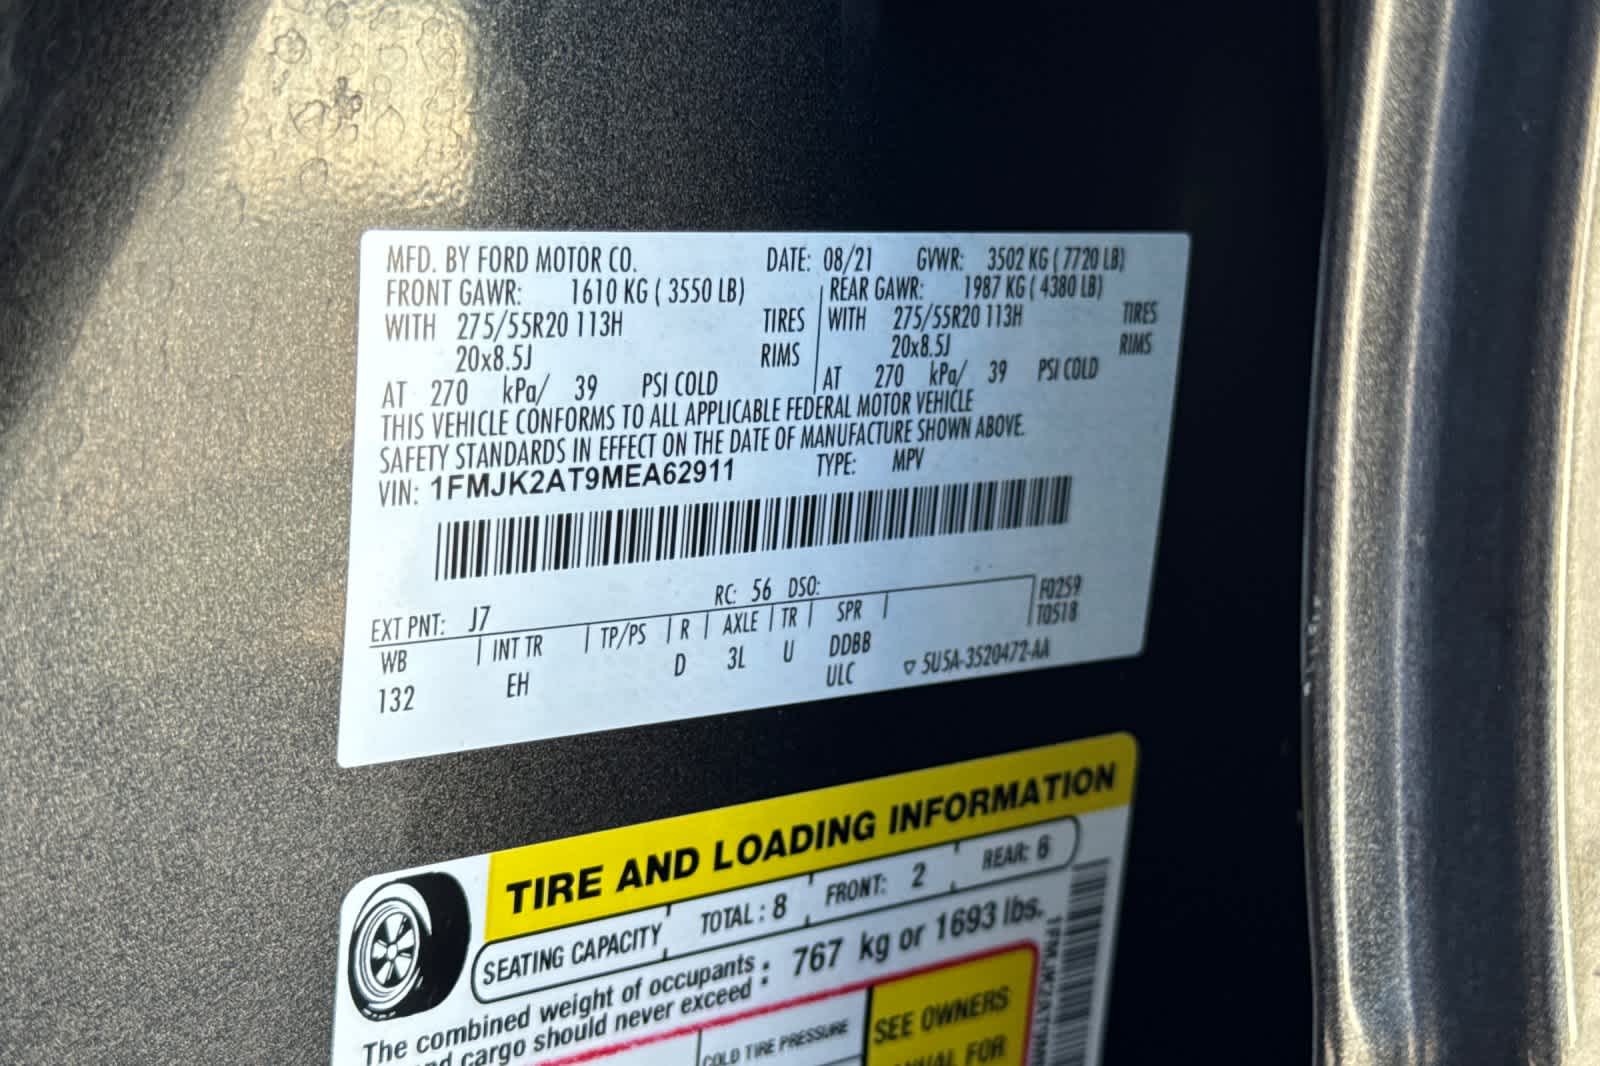 MFD. BY FORD MOTOR CO. DATE: 08/21 GVWR: 3502 KG ( 7720 LB)
FRONT GAWR: 1610 KG ( 3550 LB) REAR GAWR: 1987 KG ( 4380 LB)
WITH 275/55R20 113H TIRES WITH 275/55R20 113H TIRES
20x8.5J RIMS 20x8.5J RIMS
AT 270 kPa/ 39 PSI COLD AT 270 kPa/ 39 PSI COLD
THIS VEHICLE CONFORMS TO ALL APPLICABLE FEDERAL MOTOR VEHICLE
SAFETY STANDARDS IN EFFECT ON THE DATE OF MANUFACTURE SHOWN ABOVE.
VIN: 1FMJK2AT9MEA62911 TYPE: MPV
EXT PNT: J7 RC: 56 DSO: F0259
WB INT TR TP/PS R AXLE TR SPR T0518
132 EH D 3L U DDBB
ULC 5U5A-3520472-AA
TIRE AND LOADING INFORMATION
SEATING CAPACITY TOTAL : 8 FRONT: 2 REAR: 6
The combined weight of occupants : 767 kg or 1693 lbs.
and cargo should never exceed :
COLD TIRE PRESSURE
SEE OWNERS
FOR